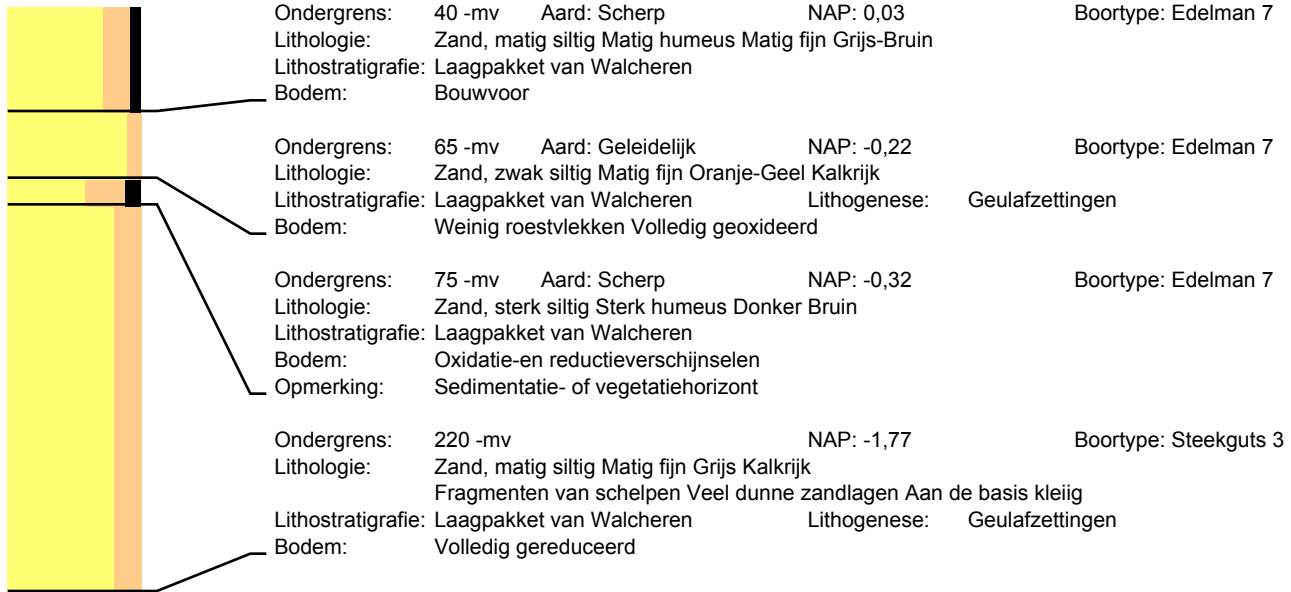 Ondergrens: 40 -mv Aard: Scherp NAP: 0,03 Boortype: Edelman 7
Lithologie: Zand, matig siltig Matig humeus Matig fijn Grijs-Bruin
Lithostratigrafie: Laagpakket van Walcheren
Bodem: Bouwvoor
Ondergrens: 65 -mv Aard: Geleidelijk NAP: -0,22 Boortype: Edelman 7
Lithologie: Zand, zwak siltig Matig fijn Oranje-Geel Kalkrijk
Lithostratigrafie: Laagpakket van Walcheren Lithogenese: Geulafzettingen
Bodem: Weinig roestvlekken Volledig geoxideerd
Ondergrens: 75 -mv Aard: Scherp NAP: -0,32 Boortype: Edelman 7
Lithologie: Zand, sterk siltig Sterk humeus Donker Bruin
Lithostratigrafie: Laagpakket van Walcheren
Bodem: Oxidatie-en reductieverschijnselen
Opmerking: Sedimentatie- of vegetatiehorizont
Ondergrens: 220 -mv NAP: -1,77 Boortype: Steekguts 3
Lithologie: Zand, matig siltig Matig fijn Grijs Kalkrijk
Fragmenten van schelpen Veel dunne zandlagen Aan de basis kleiig
Lithostratigrafie: Laagpakket van Walcheren Lithogenese: Geulafzettingen
Bodem: Volledig gereduceerd